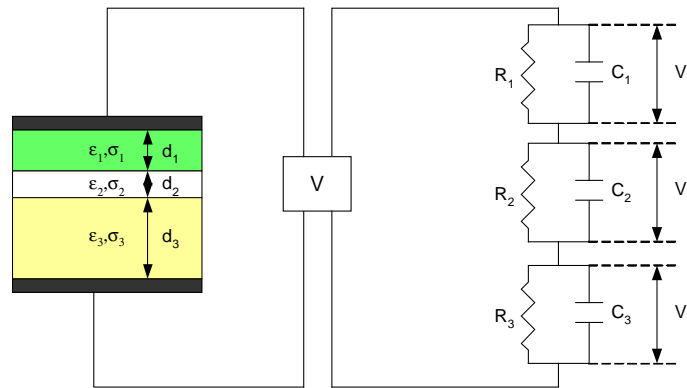 ε₁,σ₁ d₁
ε₂,σ₂ d₂
ε₃,σ₃ d₃
V
R₁ C₁ V
R₂ C₂ V
R₃ C₃ V